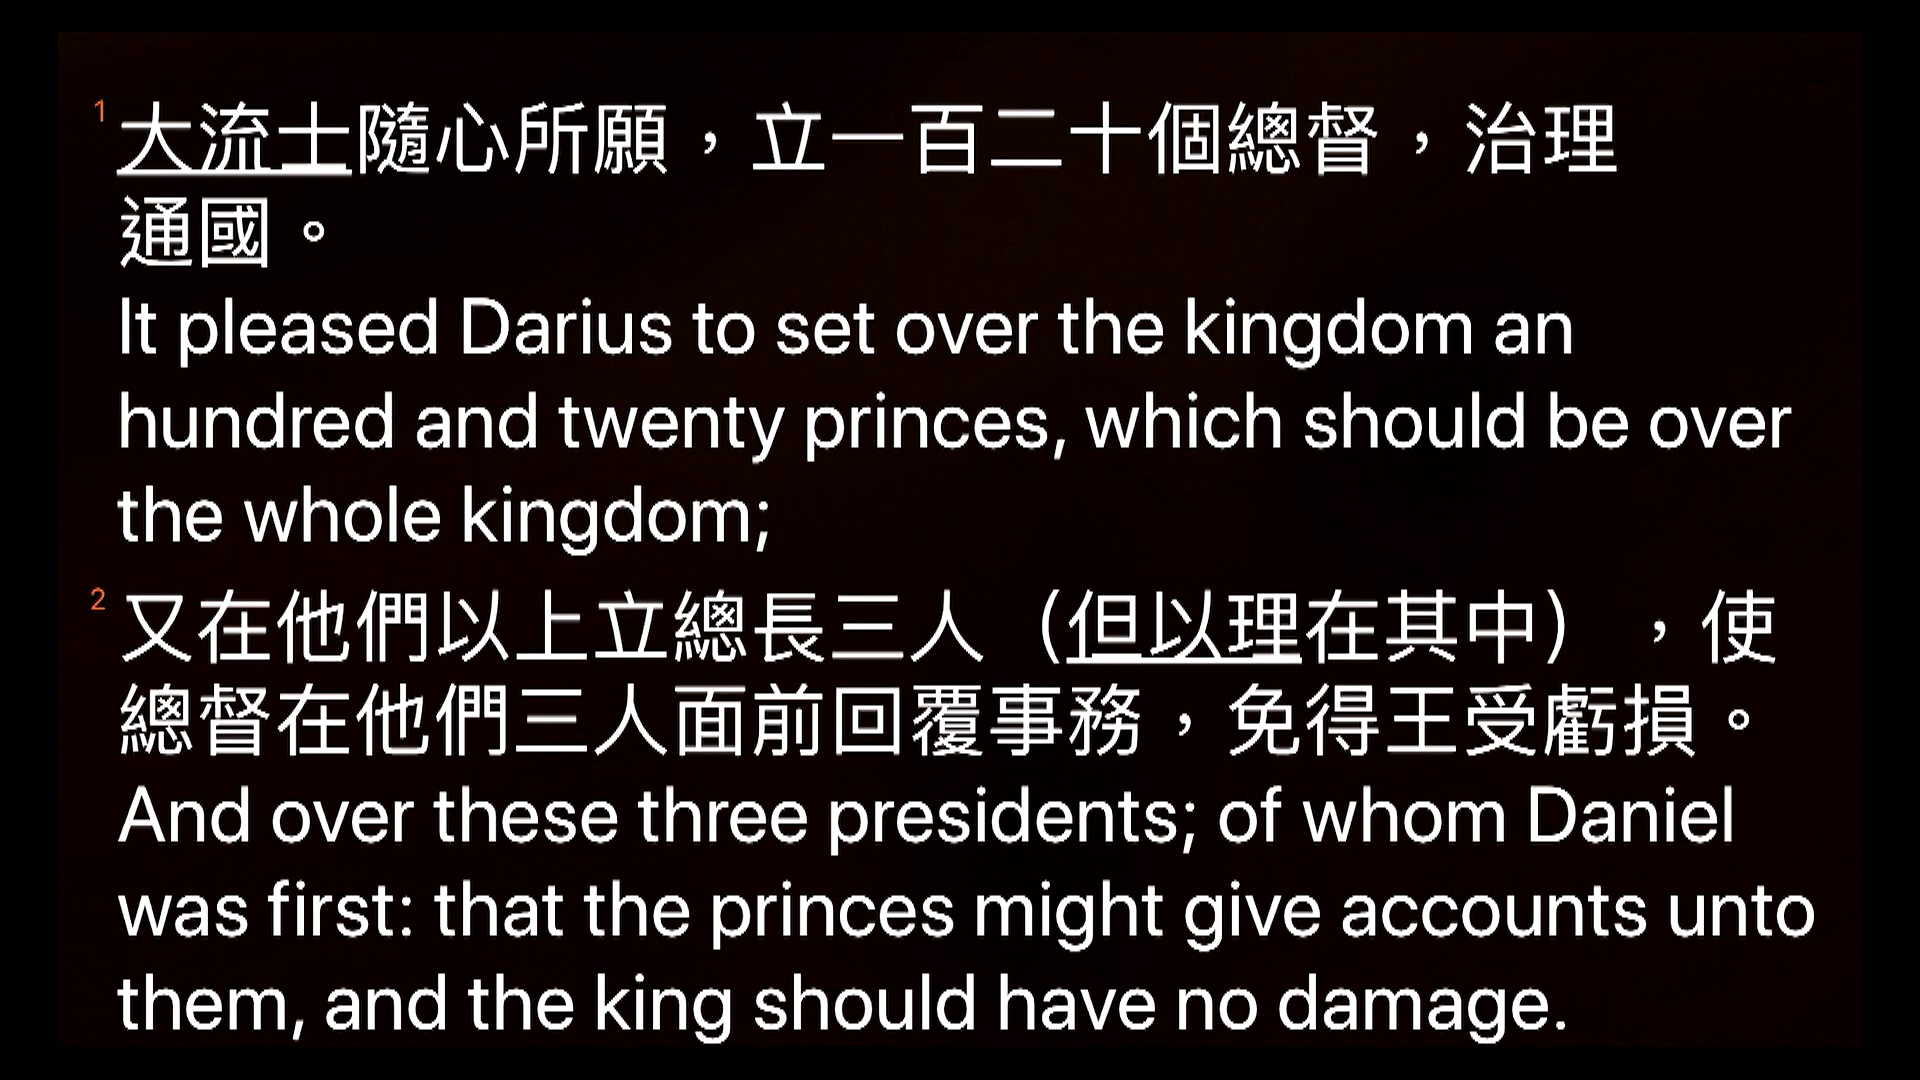 1 大流士隨心所願，立一百二十個總督，治理
通國。
It pleased Darius to set over the kingdom an
hundred and twenty princes, which should be over
the whole kingdom;
2 又在他們以上立總長三人（但以理在其中），使
總督在他們三人面前回覆事務，免得王受虧損。
And over these three presidents; of whom Daniel
was first: that the princes might give accounts unto
them, and the king should have no damage.